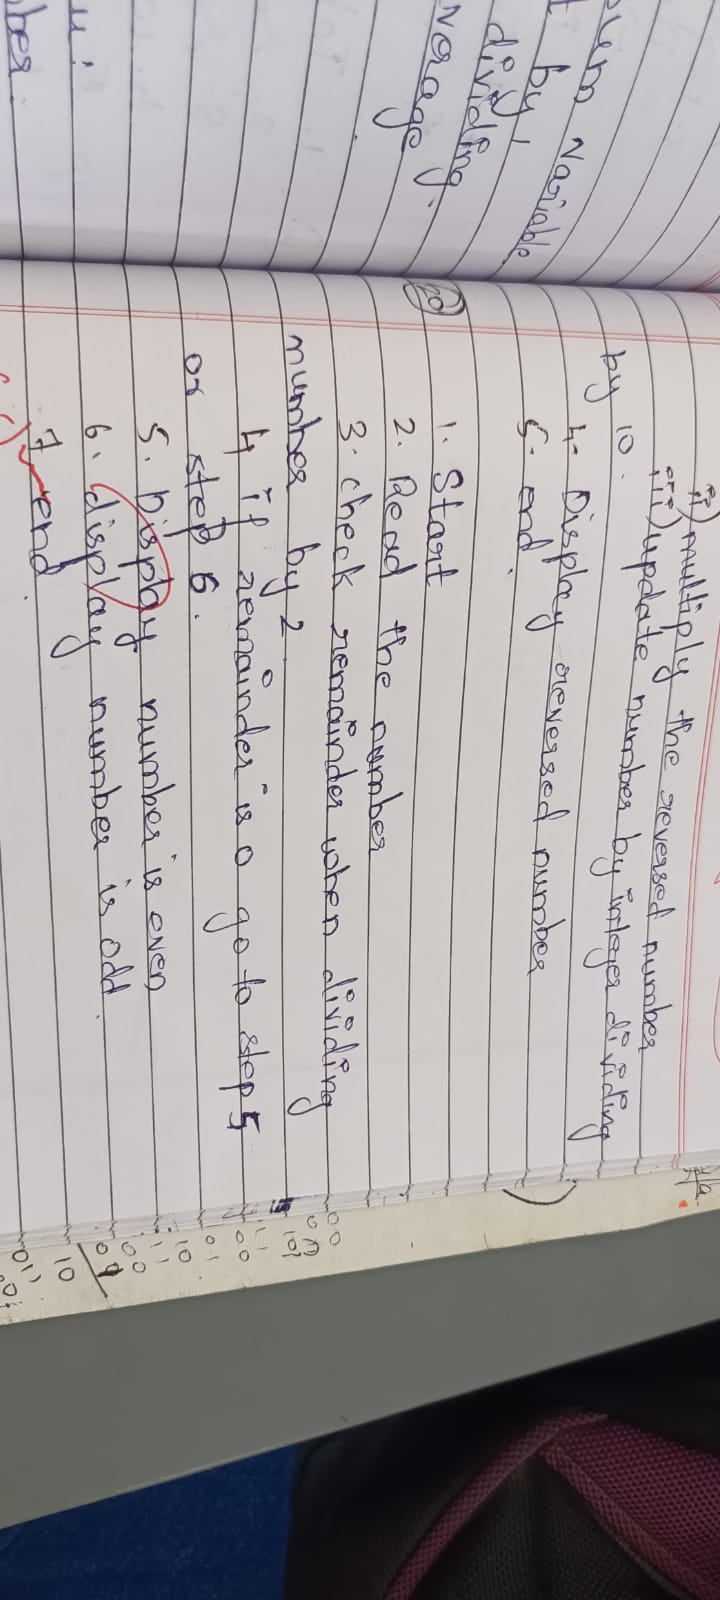 um variable
t by
dividing
verage.
u:
ber.
ii) multiply the reversed number
iii) update number by integer dividing
by 10.
4. Display reversed number
5. end.
20
1. Start
2. Read the number
3. check remainder when dividing
number by 2
4 if remainder is 0 go to step 5
or step 6.
5. Display number is even
6. display number is odd.
7 end